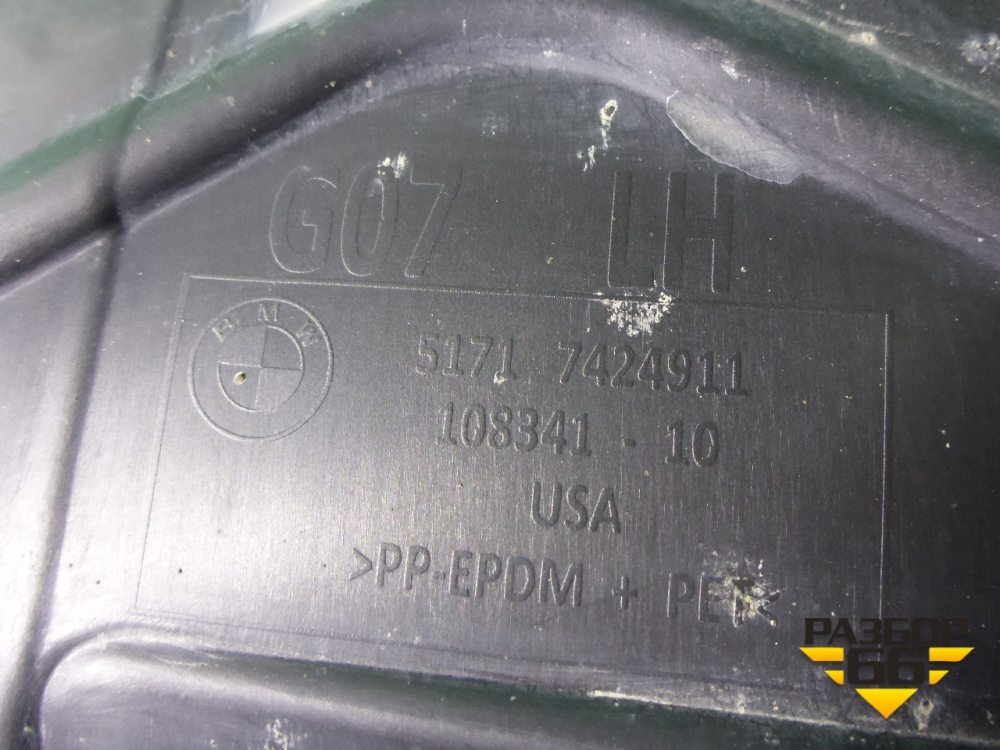 G07 LH
BMW
5171 7424911
108341 - 10
USA
>PP-EPDM + PET<
РАЗБОР
66